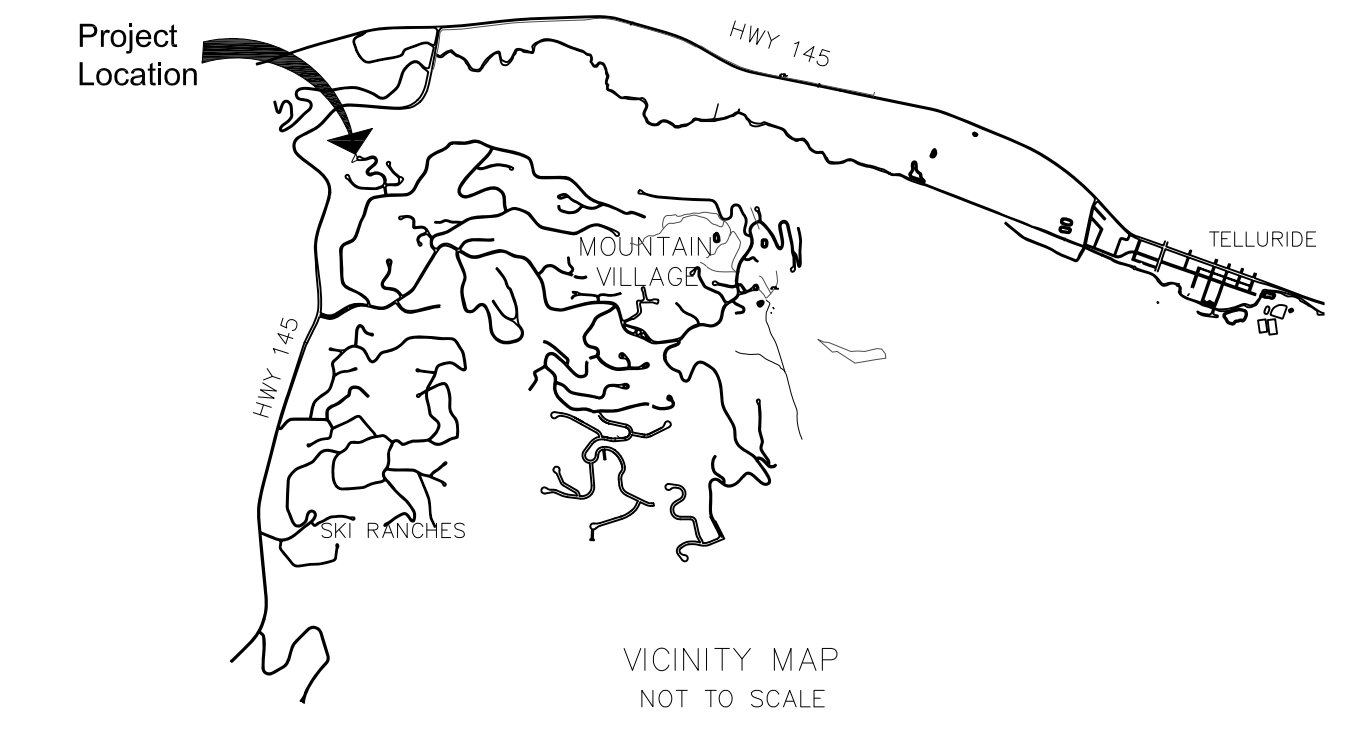 Project
Location
HWY 145
TELLURIDE
MOUNTAIN
VILLAGE
HWY 145
SKI RANCHES
VICINITY MAP
NOT TO SCALE